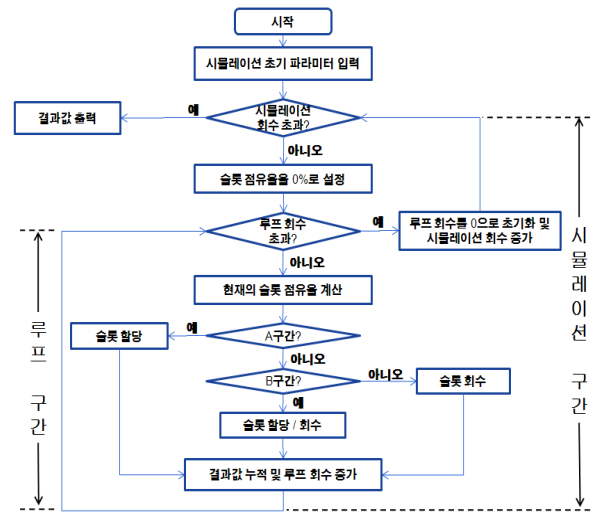 시작
시뮬레이션 초기 파라미터 입력
시뮬레이션
회수 초과?
예
결과값 출력
아니오
슬롯 점유율을 0%로 설정
루프 회수
초과?
예
루프 회수를 0으로 초기화 및
시뮬레이션 회수 증가
아니오
현재의 슬롯 점유율 계산
A구간?
예
슬롯 할당
아니오
B구간?
아니오
슬롯 회수
예
슬롯 할당 / 회수
결과값 누적 및 루프 회수 증가
루프 구간
시뮬레이션 구간